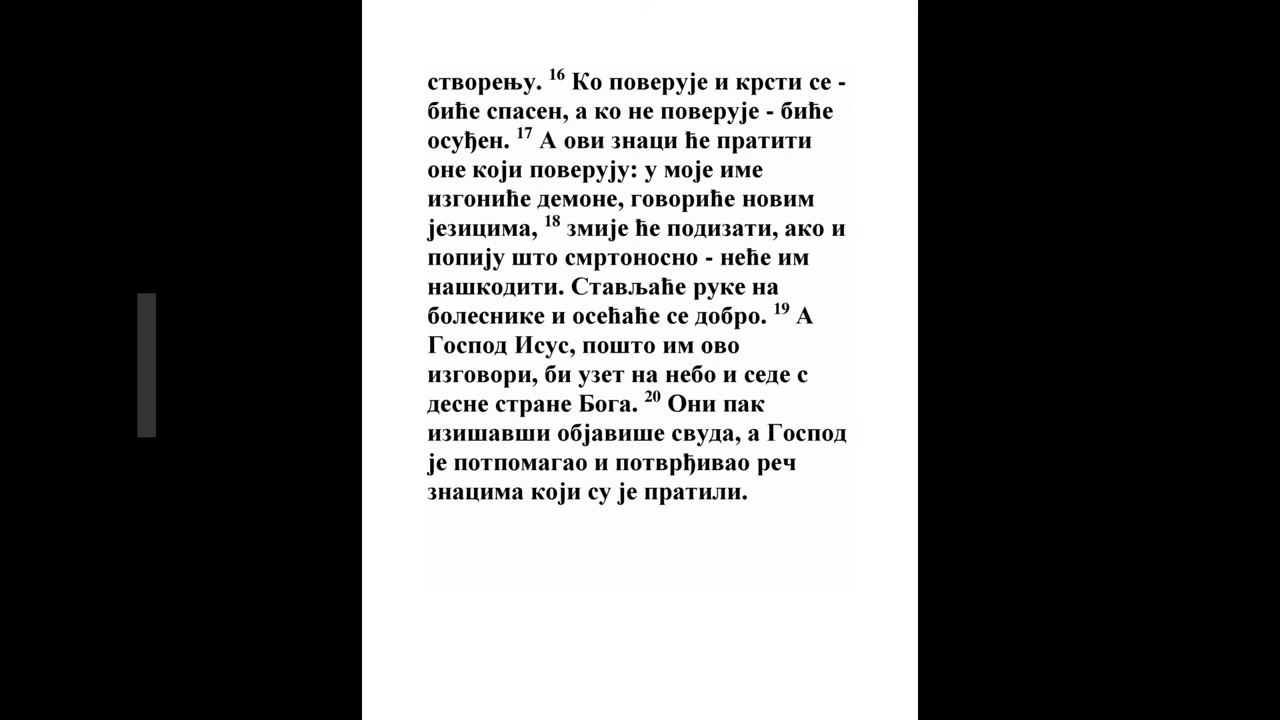 створењу. 16 Ко поверује и крсти се -
биће спасен, а ко не поверује - биће
осуђен. 17 А ови знаци ће пратити
оне који поверују: у моје име
изгониће демоне, говориће новим
језицима, 18 змије ће подизати, ако и
попију што смртоносно - неће им
нашкодити. Стављаће руке на
болеснике и осећаће се добро. 19 А
Господ Исус, пошто им ово
изговори, би узет на небо и седе с
десне стране Бога. 20 Они пак
изишавши објавише свуда, а Господ
је потпомагао и потврђивао реч
знацима који су је пратили.